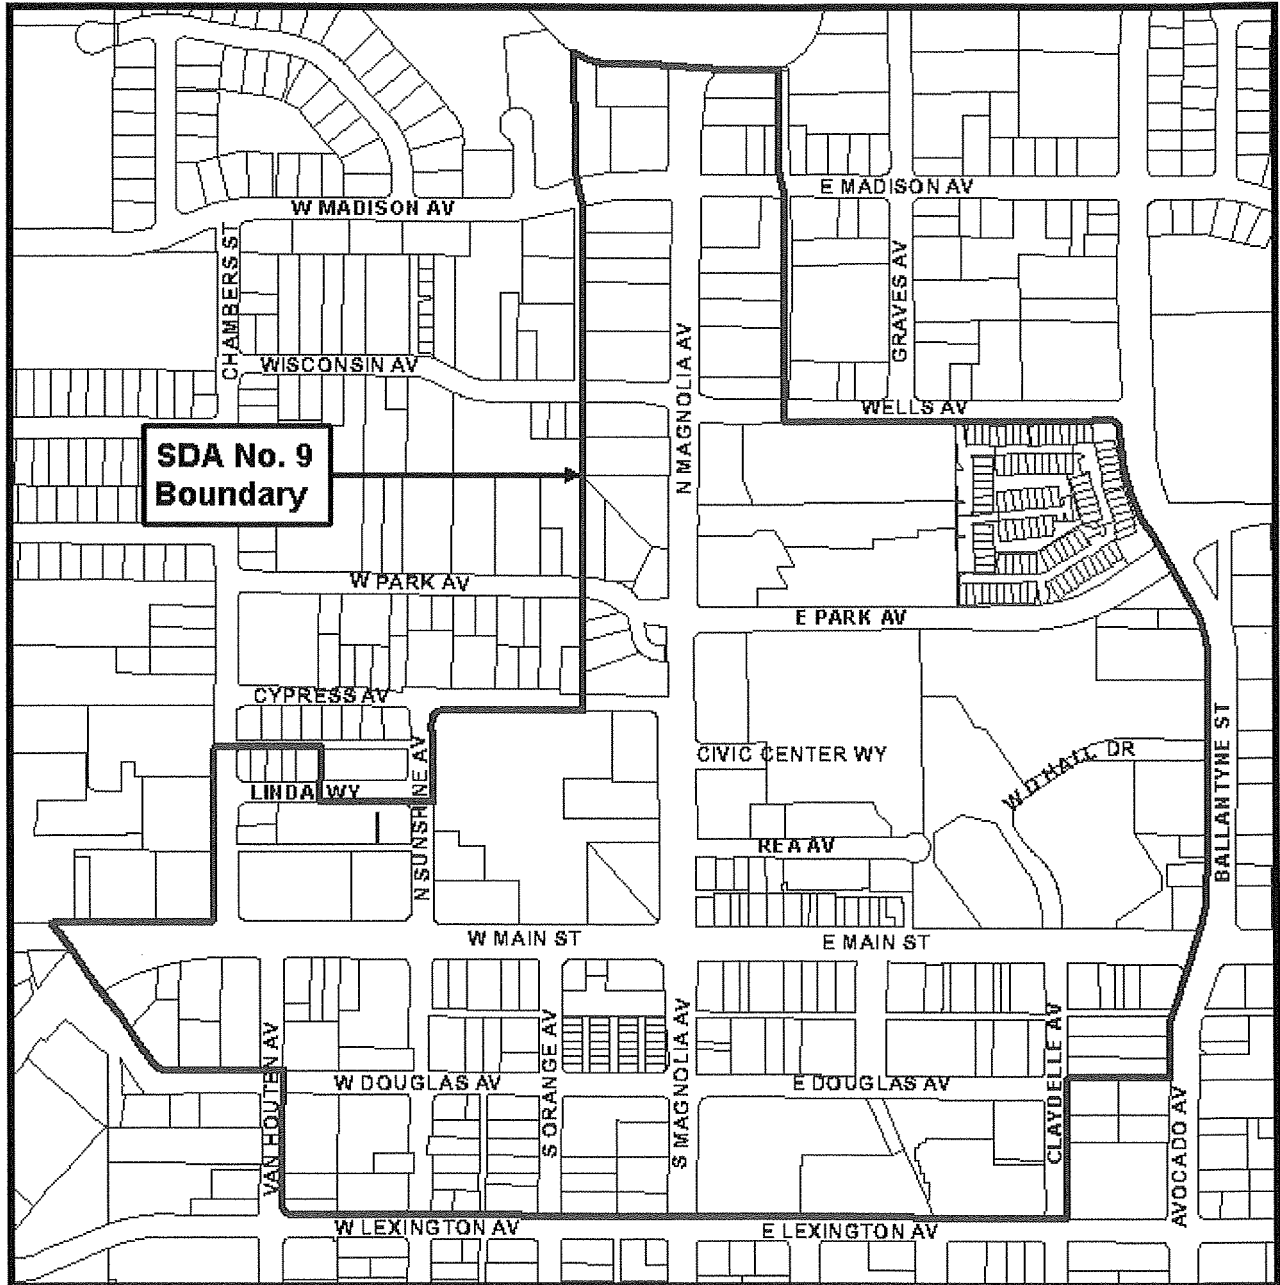 E MADISON AV
W MADISON AV
CHAMBERS ST
GRAVES AV
N MAGNOLIA AV
WISCONSIN AV
WELLS AV
SDA No. 9
Boundary
W PARK AV
E PARK AV
CYPRESS AV
N SUNSHINE AV
CIVIC CENTER WY
W D HALL DR
BALLANTYNE ST
LINDA WY
REA AV
W MAIN ST
E MAIN ST
VAN HOUTEN AV
S ORANGE AV
S MAGNOLIA AV
CLAYDELLE AV
W DOUGLAS AV
E DOUGLAS AV
AVOCADO AV
W LEXINGTON AV
E LEXINGTON AV